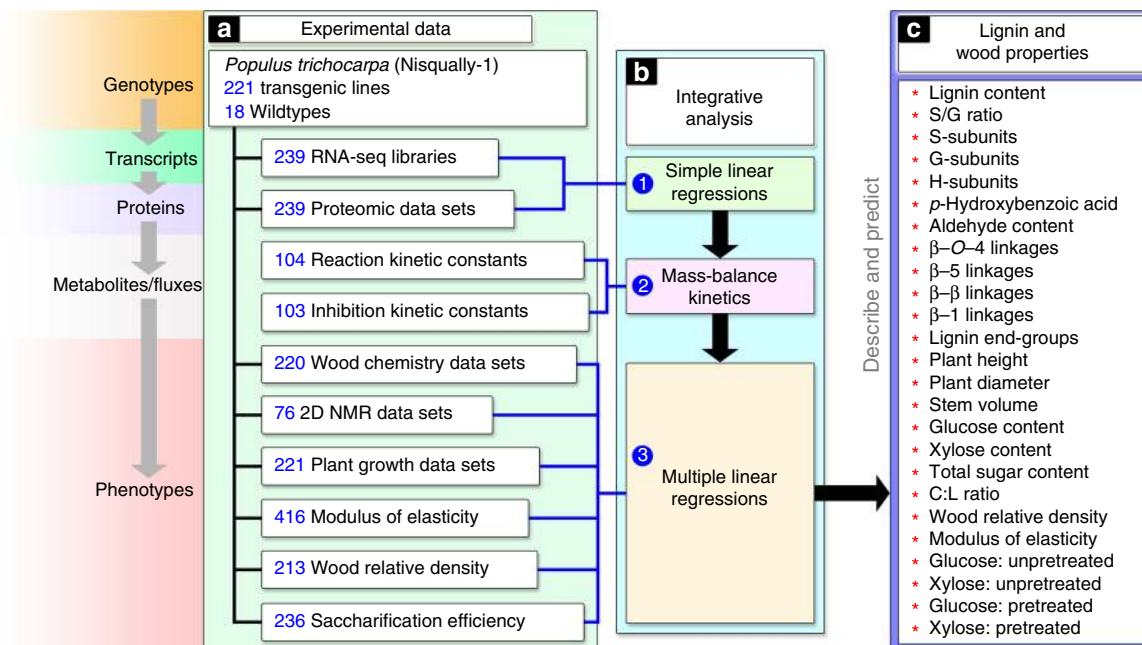 Genotypes
Transcripts
Proteins
Metabolites/fluxes
Phenotypes
a
Experimental data
Populus trichocarpa (Nisqually-1)
221 transgenic lines
18 Wildtypes
239 RNA-seq libraries
239 Proteomic data sets
104 Reaction kinetic constants
103 Inhibition kinetic constants
220 Wood chemistry data sets
76 2D NMR data sets
221 Plant growth data sets
416 Modulus of elasticity
213 Wood relative density
236 Saccharification efficiency
b
Integrative
analysis
1 Simple linear
regressions
2 Mass-balance
kinetics
3 Multiple linear
regressions
Describe and predict
c
Lignin and
wood properties
* Lignin content
* S/G ratio
* S-subunits
* G-subunits
* H-subunits
* p-Hydroxybenzoic acid
* Aldehyde content
* β–O–4 linkages
* β–5 linkages
* β–β linkages
* β–1 linkages
* Lignin end-groups
* Plant height
* Plant diameter
* Stem volume
* Glucose content
* Xylose content
* Total sugar content
* C:L ratio
* Wood relative density
* Modulus of elasticity
* Glucose: unpretreated
* Xylose: unpretreated
* Glucose: pretreated
* Xylose: pretreated